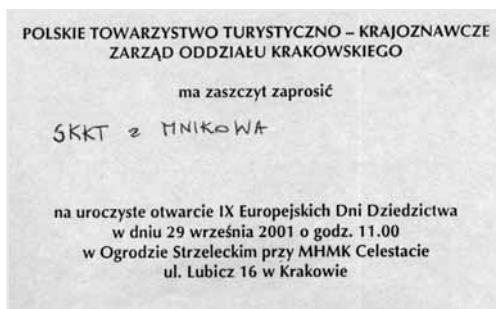 POLSKIE TOWARZYSTWO TURYSTYCZNO – KRAJOZNAWCZE
ZARZĄD ODDZIAŁU KRAKOWSKIEGO
ma zaszczyt zaprosić
SKKT z MNIKOWA
na uroczyste otwarcie IX Europejskich Dni Dziedzictwa
w dniu 29 września 2001 o godz. 11.00
w Ogrodzie Strzeleckim przy MHMK Celestacie
ul. Lubicz 16 w Krakowie